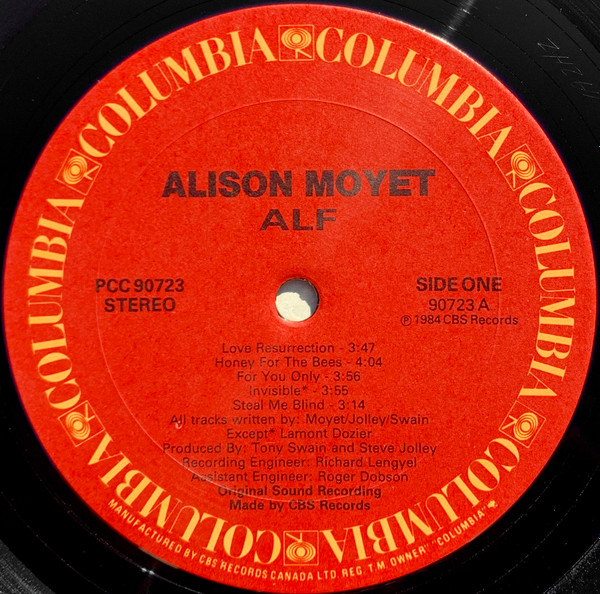 COLUMBIA COLUMBIA COLUMBIA COLUMBIA COLUMBIA COLUMBIA COLUMBIA COLUMBIA
ALISON MOYET
ALF
PCC 90723
STEREO
SIDE ONE
90723 A
℗ 1984 CBS Records
Love Resurrection - 3:47
Honey For The Bees - 4:04
For You Only - 3:56
Invisible* - 3:55
Steal Me Blind - 3:14
All tracks written by: Moyet/Jolley/Swain
Except* Lamont Dozier
Produced By: Tony Swain and Steve Jolley
Recording Engineer: Richard Lengyel
Assistant Engineer: Roger Dobson
Original Sound Recording
Made by CBS Records
MANUFACTURED BY CBS RECORDS CANADA LTD. REG. T.M. OWNER "COLUMBIA"